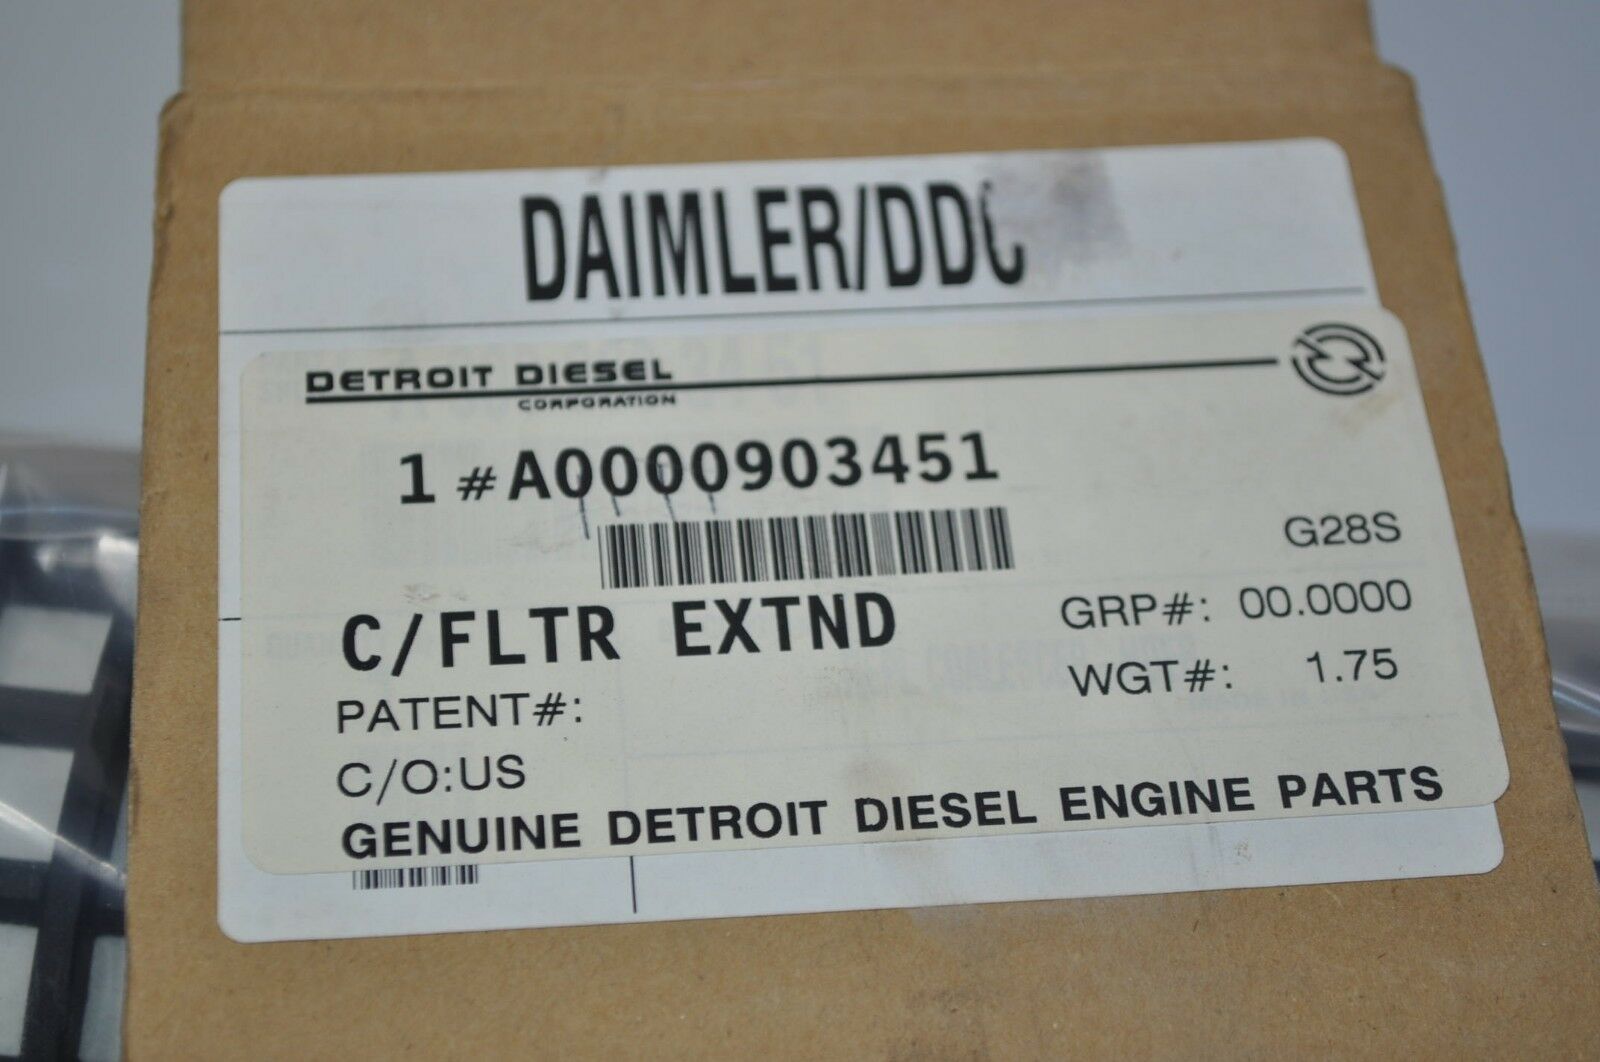 DAIMLER/DDC
DETROIT DIESEL
CORPORATION
1 # A0000903451
G28S
C/FLTR EXTND
GRP#: 00.0000
PATENT#:
WGT#: 1.75
C/O:US
GENUINE DETROIT DIESEL ENGINE PARTS